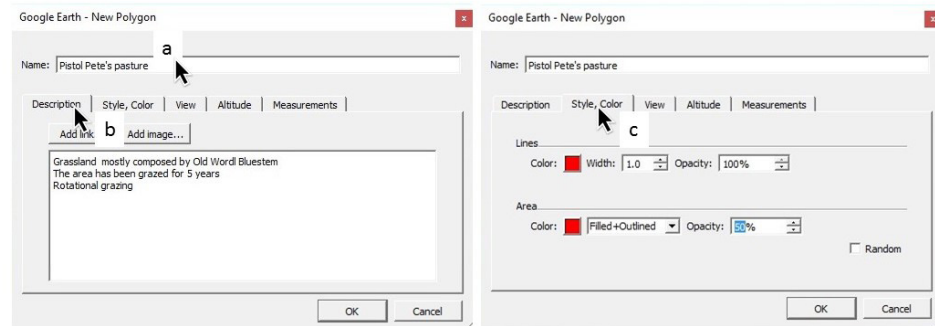 Google Earth - New Polygon
x
a
Name: Pistol Pete's pasture
Description Style, Color View Altitude Measurements
Add link b Add image...
Grassland mostly composed by Old Wordl Bluestem
The area has been grazed for 5 years
Rotational grazing
OK Cancel
Google Earth - New Polygon
x
Name: Pistol Pete's pasture
Description Style, Color View Altitude Measurements
c
Lines
Color: Width: 1.0 Opacity: 100%
Area
Color: Filled+Outlined Opacity: 50%
Random
OK Cancel